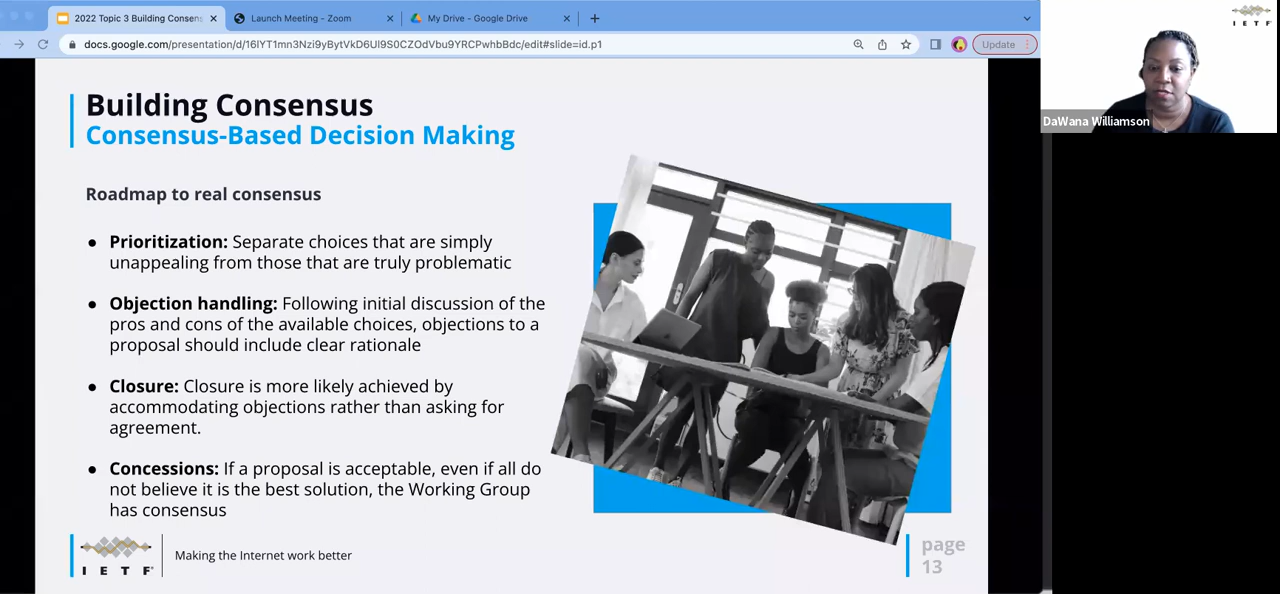 2022 Topic 3 Building Consens
Launch Meeting - Zoom
My Drive - Google Drive
docs.google.com/presentation/d/16lYT1mn3Nzi9yBytVkD6Ul9S0CZOdVbu9YRCPwhbBdc/edit#slide=id.p1
Update
IETF
DaWana Williamson
Building Consensus
Consensus-Based Decision Making
Roadmap to real consensus
● Prioritization: Separate choices that are simply
unappealing from those that are truly problematic
● Objection handling: Following initial discussion of the
pros and cons of the available choices, objections to a
proposal should include clear rationale
● Closure: Closure is more likely achieved by
accommodating objections rather than asking for
agreement.
● Concessions: If a proposal is acceptable, even if all do
not believe it is the best solution, the Working Group
has consensus
I E T F®
Making the Internet work better
page
13